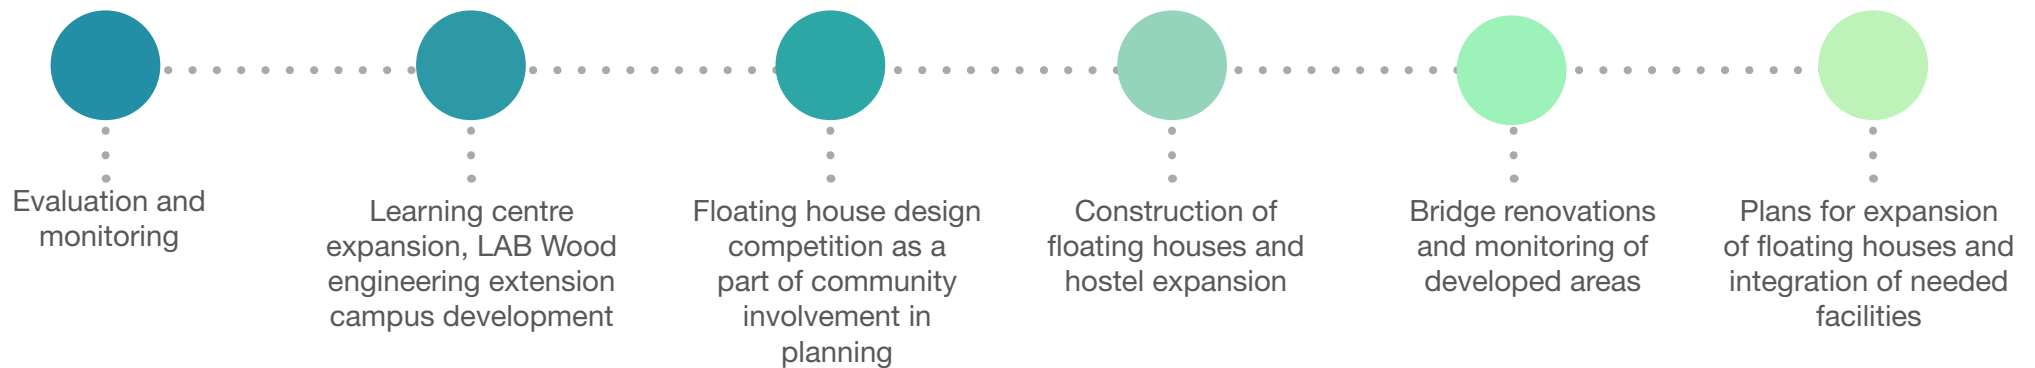 Evaluation and
monitoring
Learning centre
expansion, LAB Wood
engineering extension
campus development
Floating house design
competition as a
part of community
involvement in
planning
Construction of
floating houses and
hostel expansion
Bridge renovations
and monitoring of
developed areas
Plans for expansion
of floating houses and
integration of needed
facilities